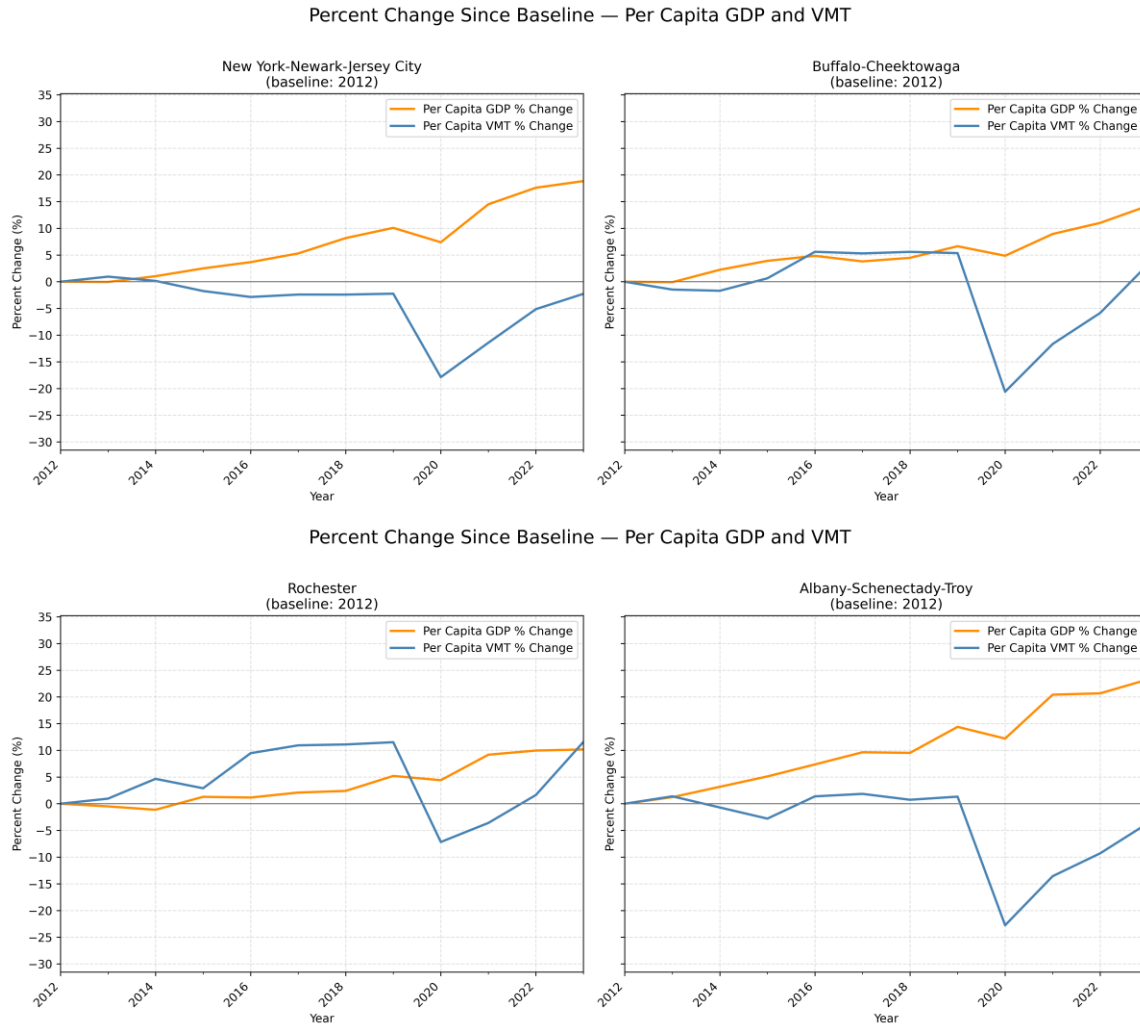 Percent Change Since Baseline — Per Capita GDP and VMT
New York-Newark-Jersey City
(baseline: 2012)
Per Capita GDP % Change
Per Capita VMT % Change
Percent Change (%)
35
30
25
20
15
10
5
0
−5
−10
−15
−20
−25
−30
2012
2014
2016
2018
2020
2022
Year
Buffalo-Cheektowaga
(baseline: 2012)
Per Capita GDP % Change
Per Capita VMT % Change
Percent Change (%)
2012
2014
2016
2018
2020
2022
Year
Percent Change Since Baseline — Per Capita GDP and VMT
Rochester
(baseline: 2012)
Per Capita GDP % Change
Per Capita VMT % Change
Percent Change (%)
35
30
25
20
15
10
5
0
−5
−10
−15
−20
−25
−30
2012
2014
2016
2018
2020
2022
Year
Albany-Schenectady-Troy
(baseline: 2012)
Per Capita GDP % Change
Per Capita VMT % Change
Percent Change (%)
2012
2014
2016
2018
2020
2022
Year